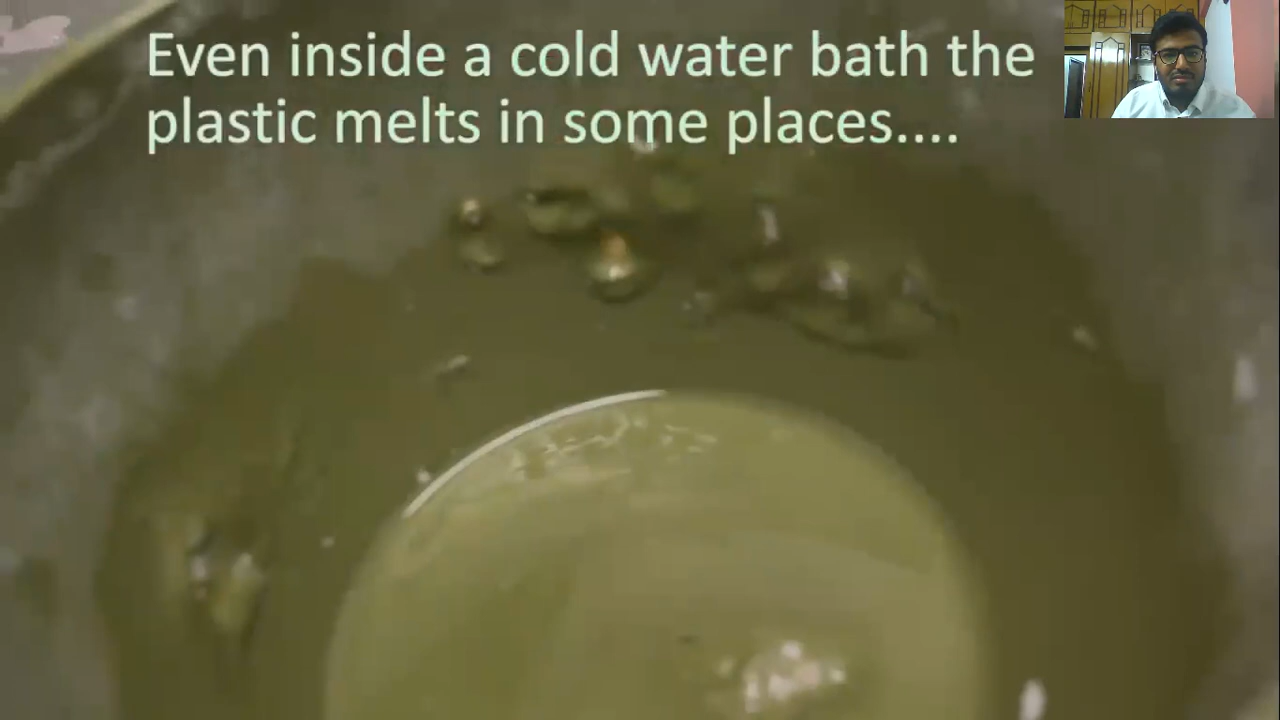 Even inside a cold water bath the
plastic melts in some places....